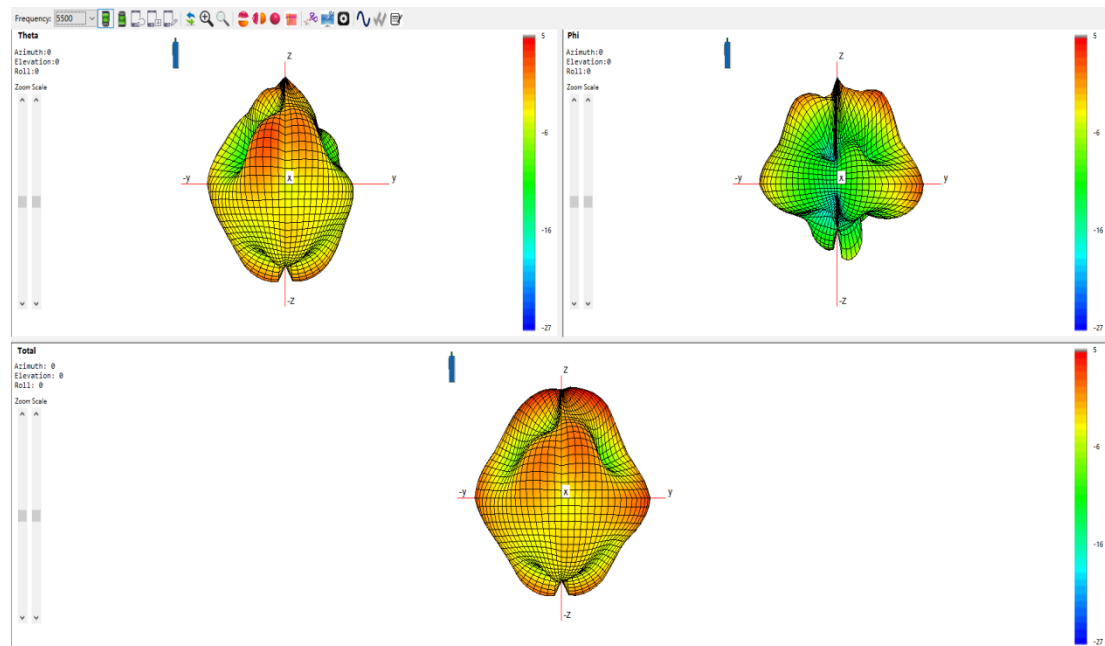 Frequency: 5500
Theta
Azimuth:0
Elevation:0
Roll:0
Zoom Scale
Z
-y
X
y
-Z
5
-6
-16
-27
Phi
Azimuth:0
Elevation:0
Roll:0
Zoom Scale
Z
-y
X
y
-Z
5
-6
-16
-27
Total
Azimuth: 0
Elevation: 0
Roll: 0
Zoom Scale
Z
-y
X
y
-Z
5
-6
-16
-27